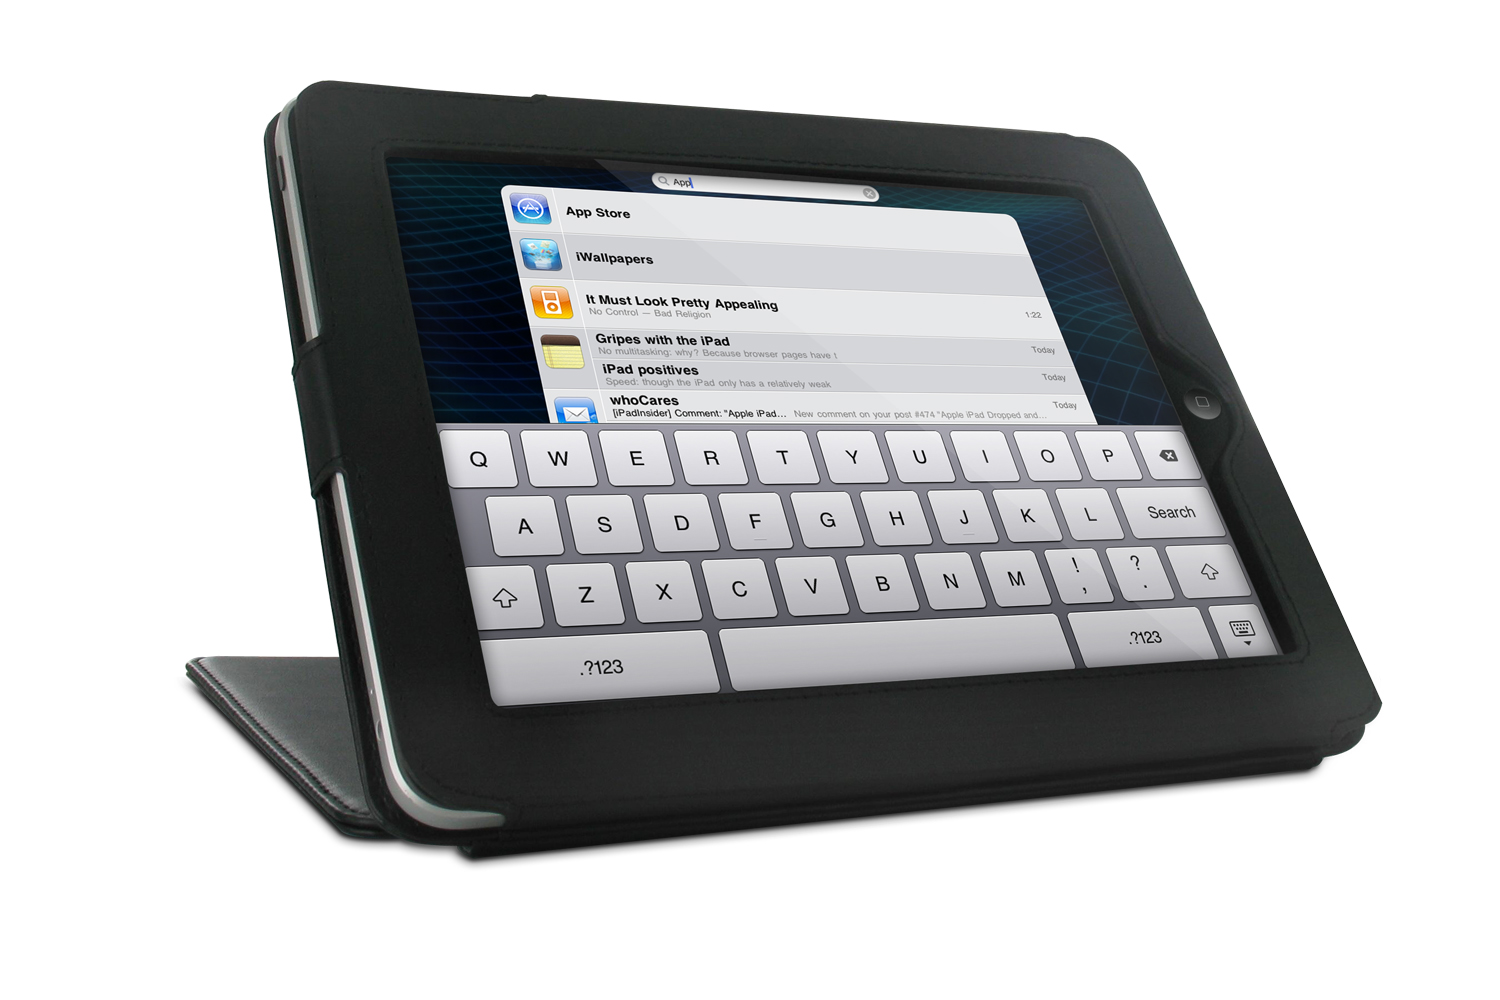 App
App Store
iWallpapers
It Must Look Pretty Appealing
No Control — Bad Religion
1:22
Gripes with the iPad
No multitasking: why? Because browser pages have t
Today
iPad positives
Speed: though the iPad only has a relatively weak
Today
whoCares
Today
[iPadInsider] Comment: "Apple iPad... New comment on your post #474 "Apple iPad Dropped and...
Q W E R T Y U I O P
A S D F G H J K L Search
Z X C V B N M ! , ? .
.?123 .?123